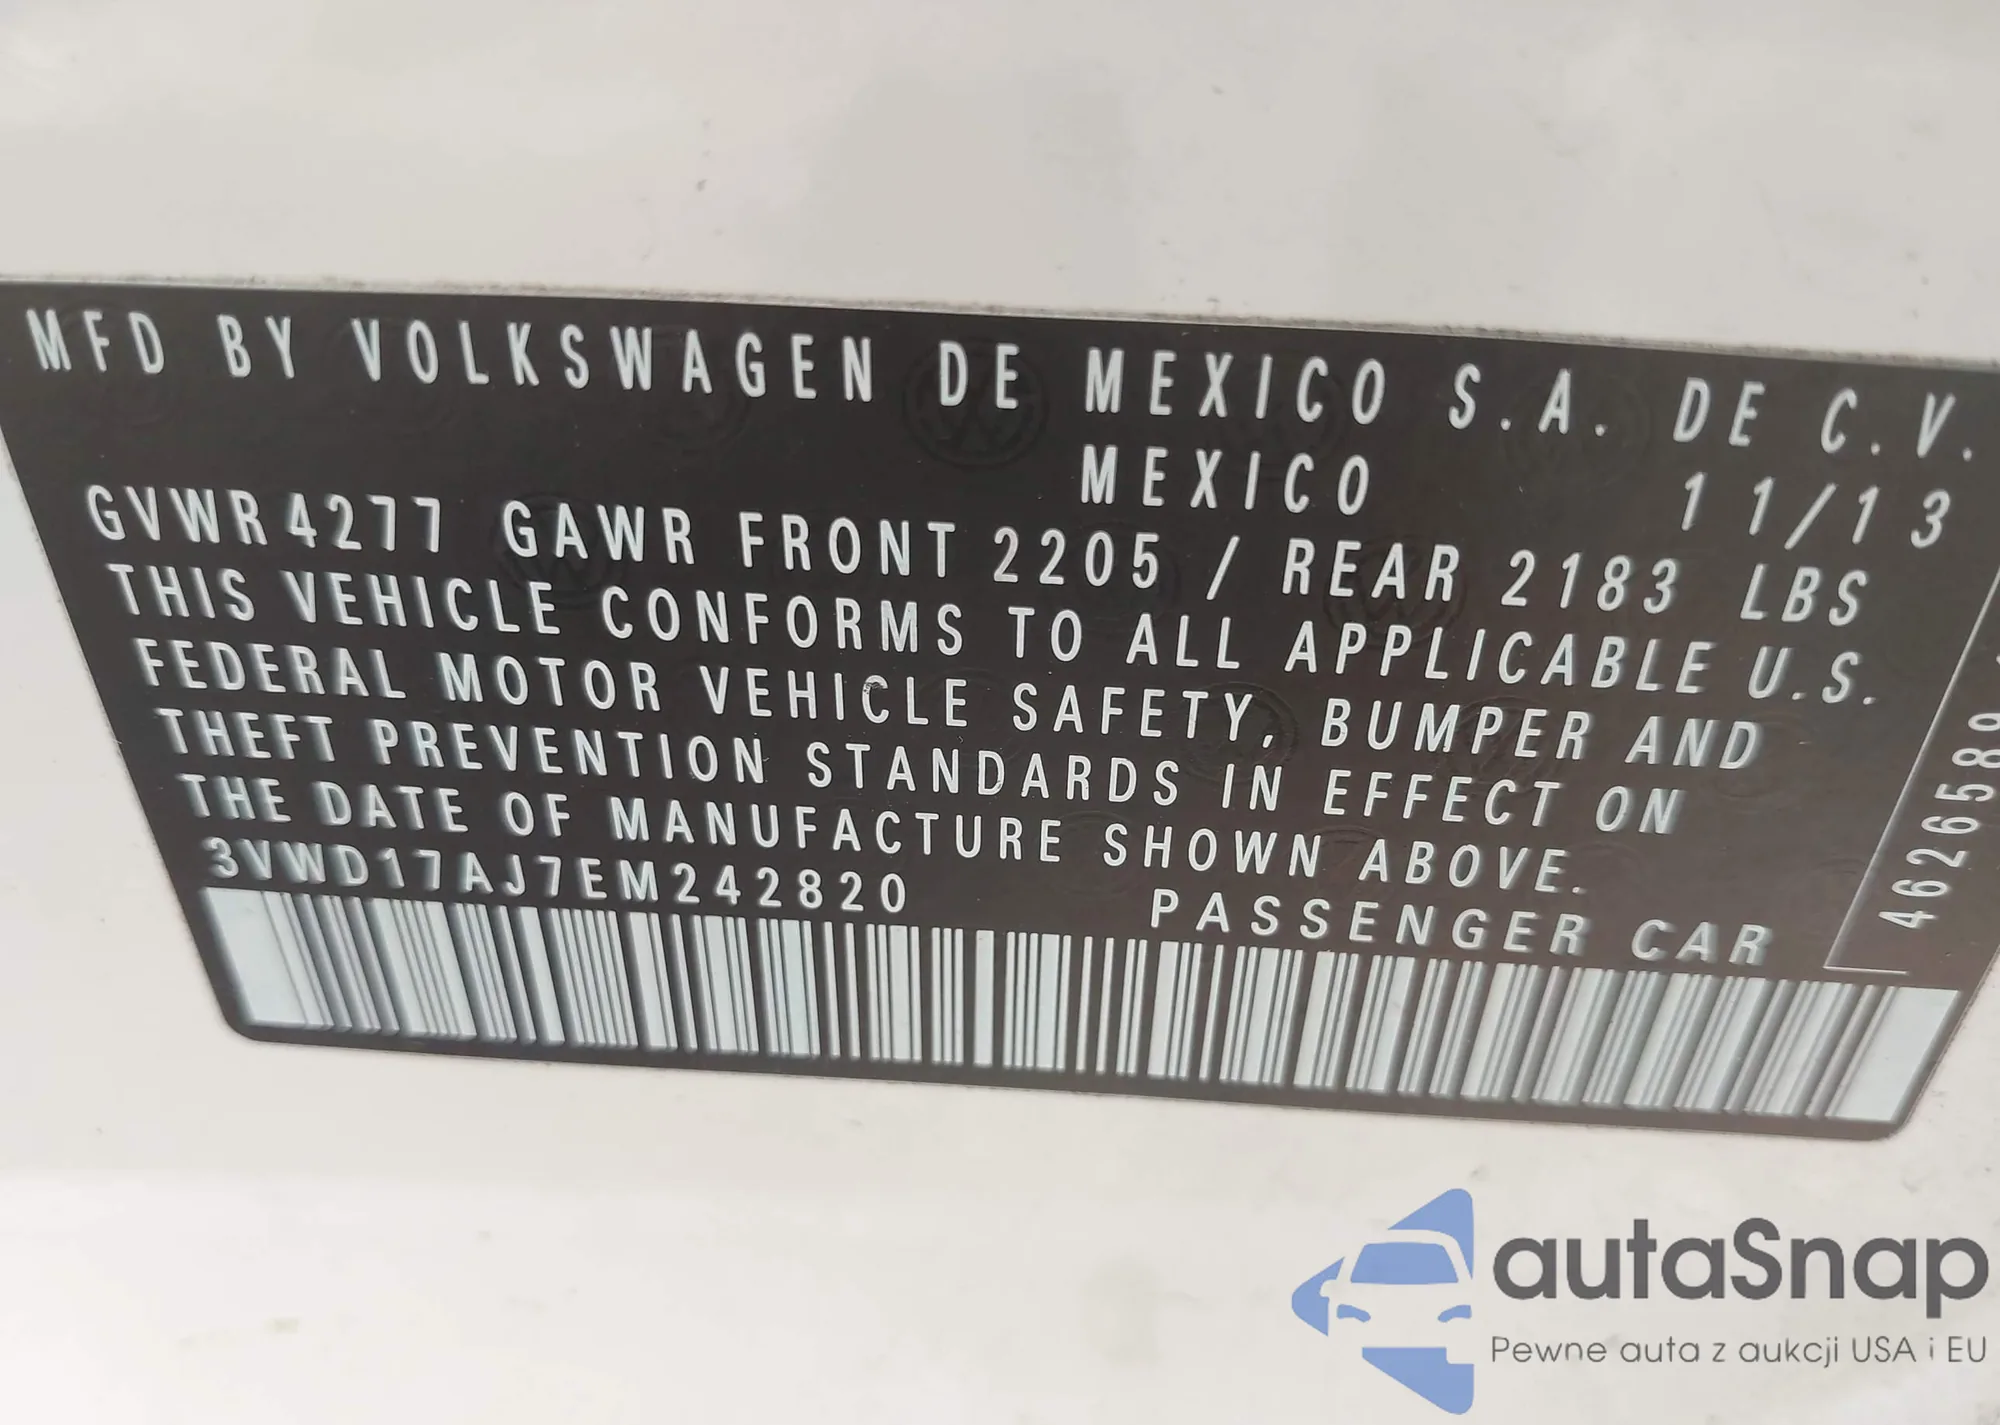 MFD BY VOLKSWAGEN DE MEXICO S.A. DE C.V.
MEXICO 11/13
GVWR 4277 GAWR FRONT 2205 / REAR 2183 LBS
THIS VEHICLE CONFORMS TO ALL APPLICABLE U.S.
FEDERAL MOTOR VEHICLE SAFETY, BUMPER AND
THEFT PREVENTION STANDARDS IN EFFECT ON
THE DATE OF MANUFACTURE SHOWN ABOVE.
3VWD17AJ7EM242820 PASSENGER CAR
autaSnap
Pewne auta z aukcji USA i EU